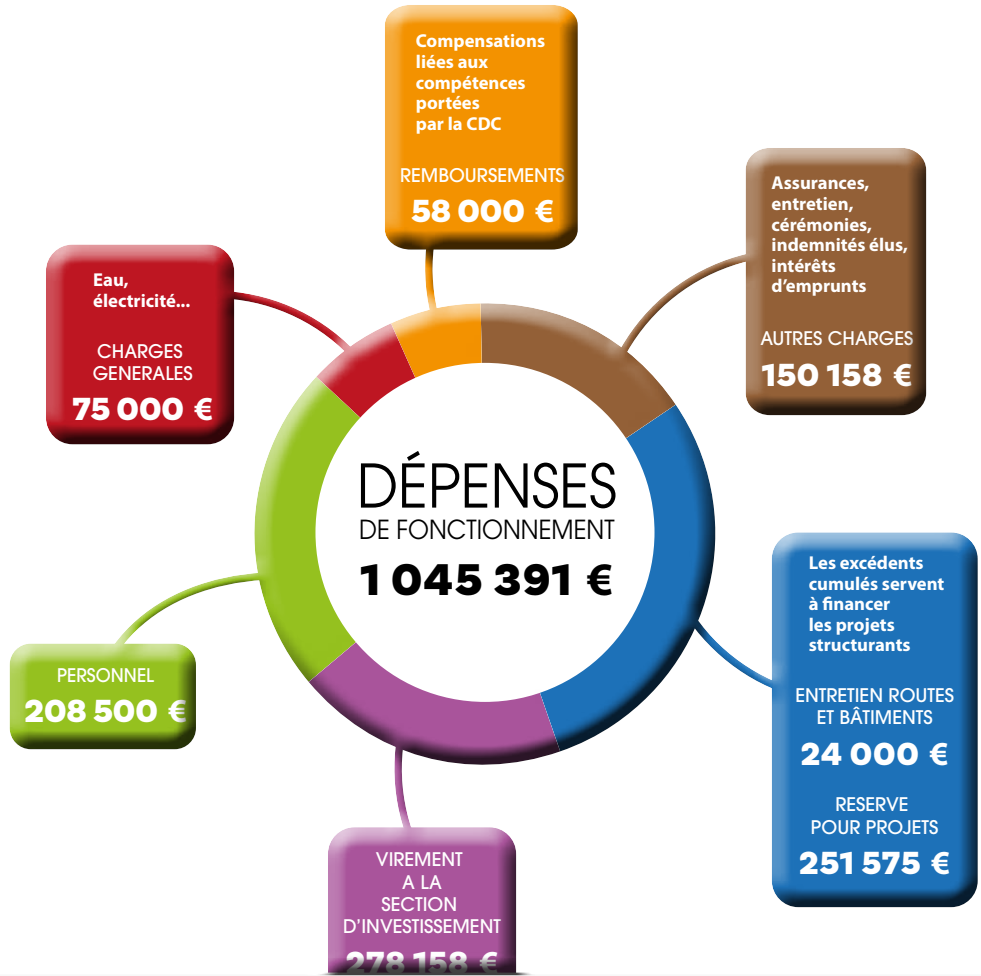 Compensations
liées aux
compétences
portées
par la CDC
REMBOURSEMENTS
58 000 €
Assurances,
entretien,
cérémonies,
indemnités élus,
intérêts
d'emprunts
AUTRES CHARGES
150 158 €
Eau,
électricité...
CHARGES
GENERALES
75 000 €
DÉPENSES
DE FONCTIONNEMENT
1 045 391 €
Les excédents
cumulés servent
à financer
les projets
structurants
ENTRETIEN ROUTES
ET BÂTIMENTS
24 000 €
RESERVE
POUR PROJETS
251 575 €
PERSONNEL
208 500 €
VIREMENT
A LA
SECTION
D'INVESTISSEMENT
278 158 €